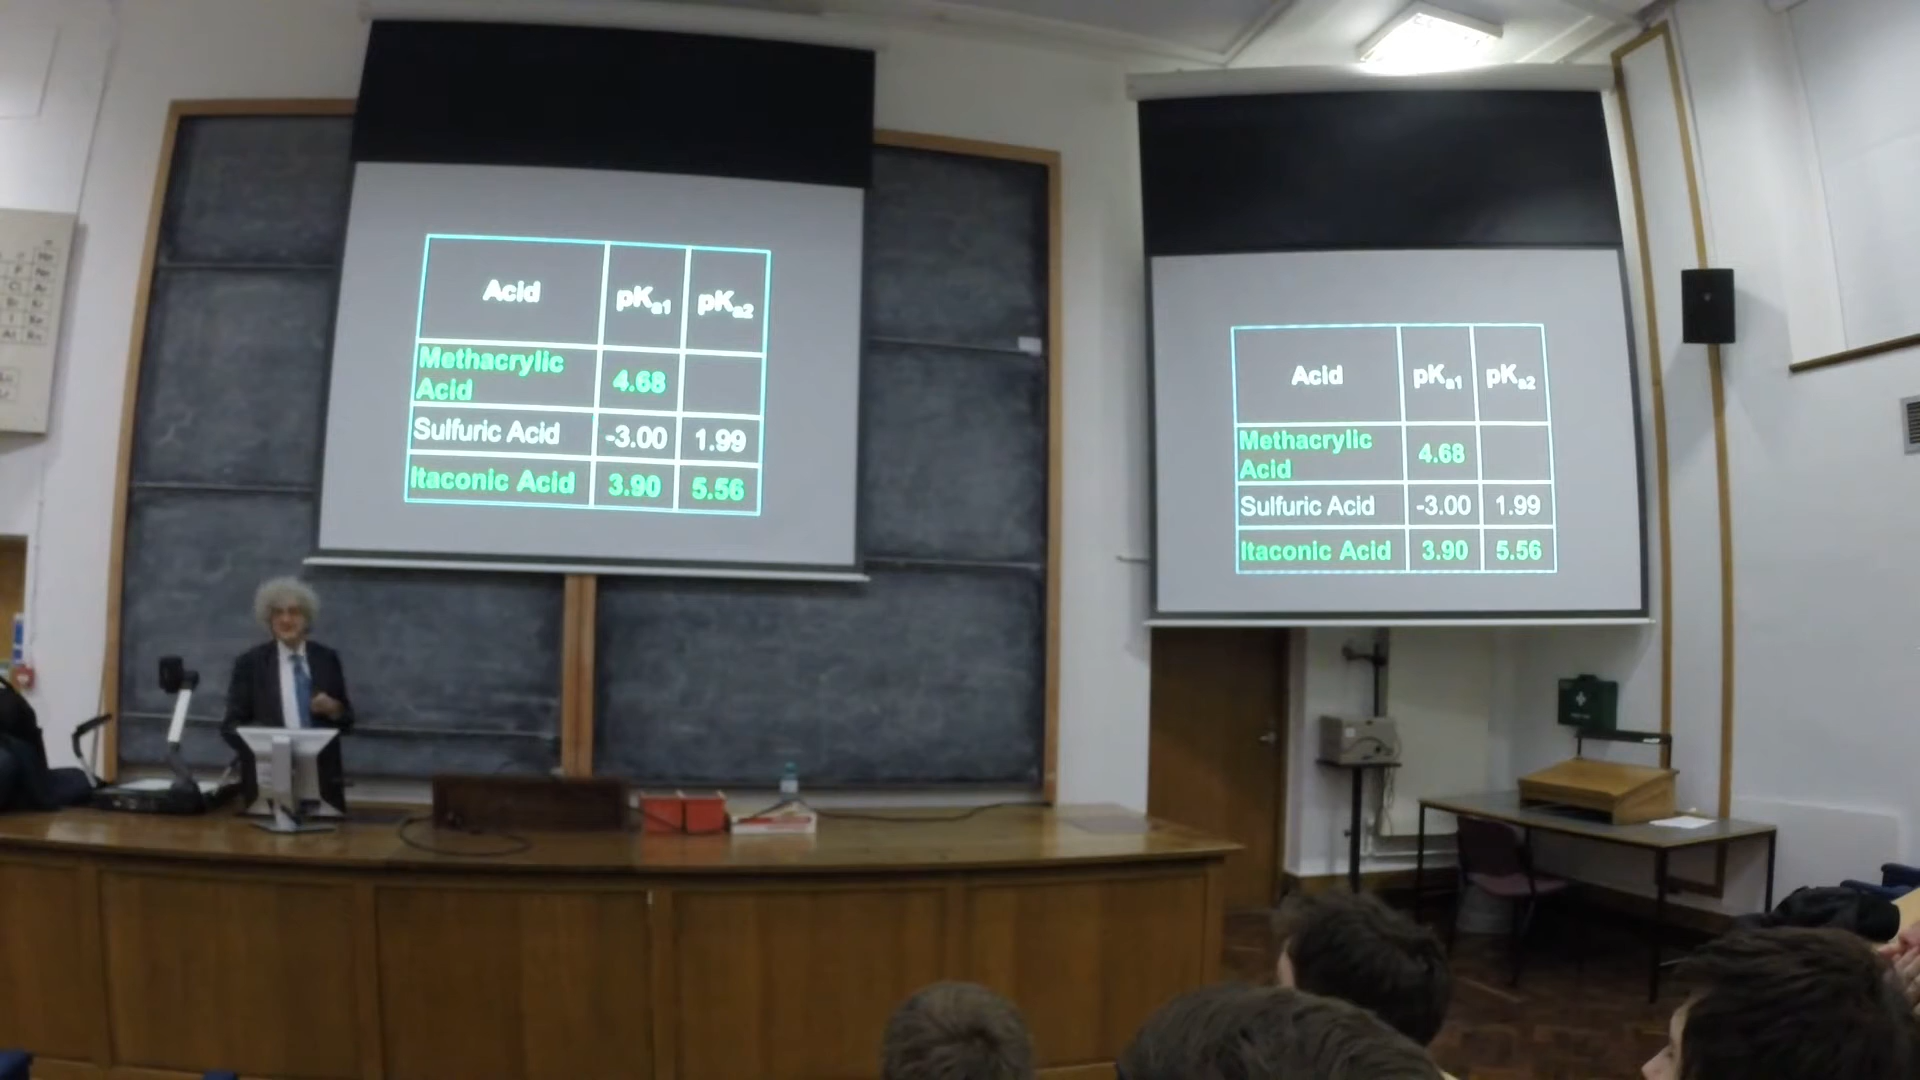 Acid pKa1 pKa2
Methacrylic
Acid
4.68
Sulfuric Acid -3.00 1.99
Itaconic Acid 3.90 5.56
Acid pKa1 pKa2
Methacrylic
Acid
4.68
Sulfuric Acid -3.00 1.99
Itaconic Acid 3.90 5.56